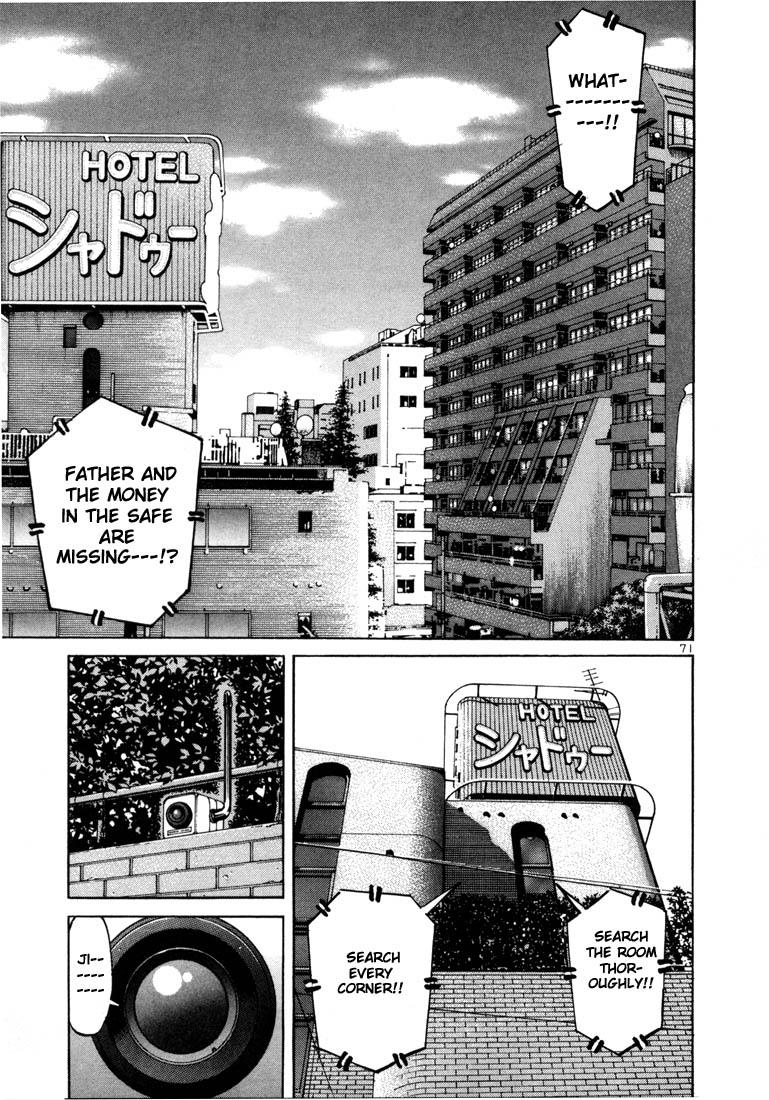 WHAT-
-------
---!!
HOTEL
シャドゥー
FATHER AND
THE MONEY
IN THE SAFE
ARE
MISSING---!?
71
HOTEL
シャドゥー
SEARCH
THE ROOM
THOR-
OUGHLY!!
SEARCH
EVERY
CORNER!!
JI--
-----
-----
----